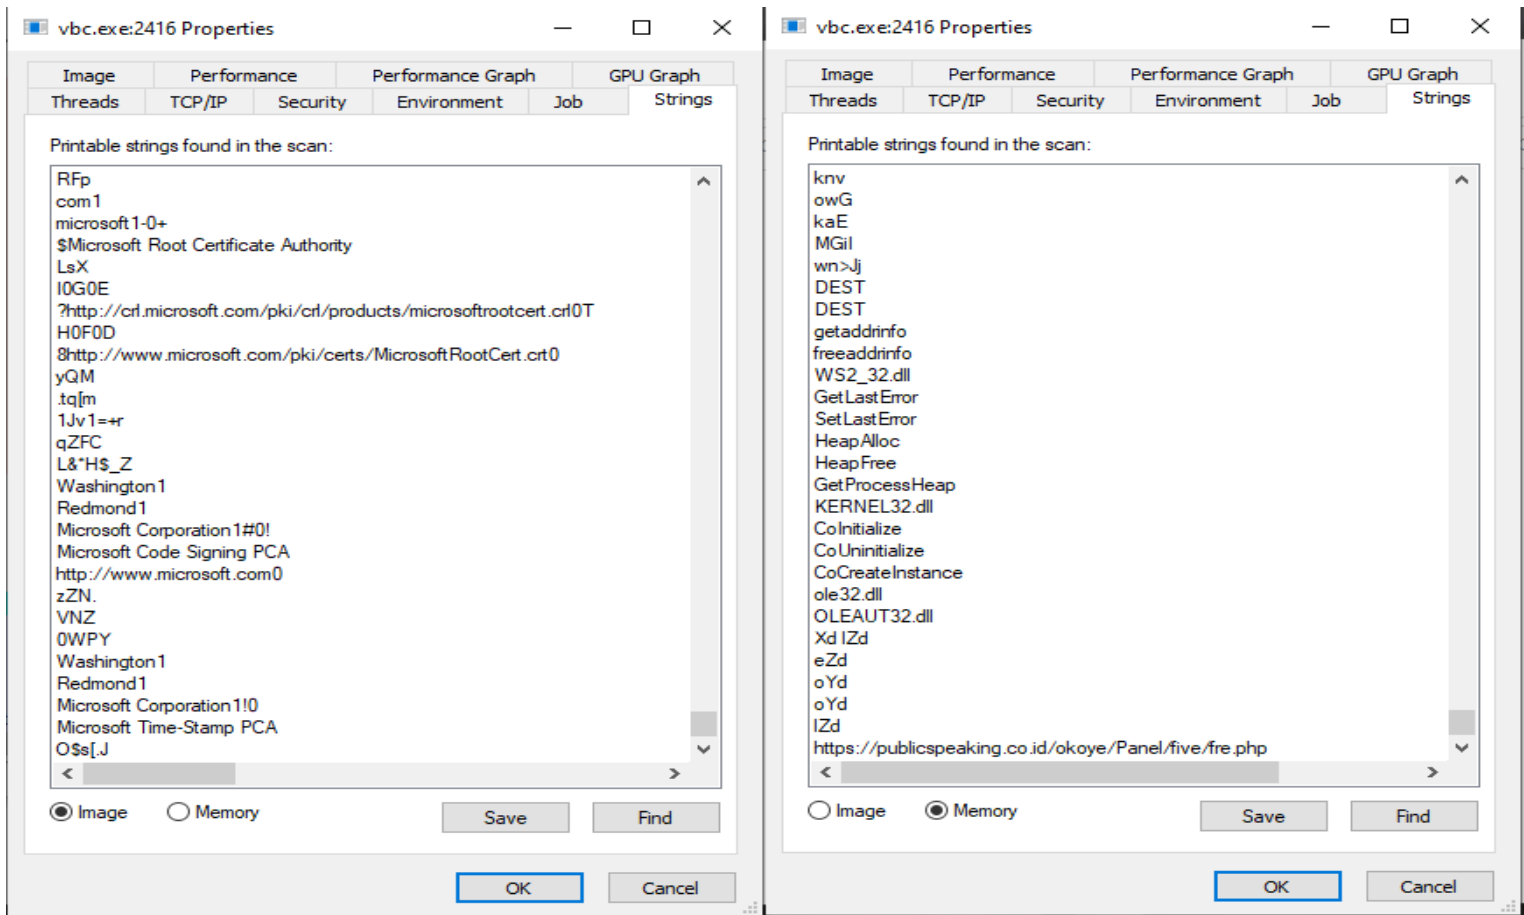 vbc.exe:2416 Properties
Image
Performance
Performance Graph
GPU Graph
Threads
TCP/IP
Security
Environment
Job
Strings
Printable strings found in the scan:
RFp
com1
microsoft1-0+
$Microsoft Root Certificate Authority
LsX
I0G0E
?http://crl.microsoft.com/pki/crl/products/microsoftrootcert.crl0T
H0F0D
8http://www.microsoft.com/pki/certs/MicrosoftRootCert.crt0
yQM
.tq[m
1Jv1=+r
qZFC
L&*H$_Z
Washington1
Redmond1
Microsoft Corporation1#0!
Microsoft Code Signing PCA
http://www.microsoft.com0
zZN.
VNZ
0WPY
Washington1
Redmond1
Microsoft Corporation1!0
Microsoft Time-Stamp PCA
O$s[.J
Image
Memory
Save
Find
OK
Cancel
vbc.exe:2416 Properties
Image
Performance
Performance Graph
GPU Graph
Threads
TCP/IP
Security
Environment
Job
Strings
Printable strings found in the scan:
knv
owG
kaE
MGiI
wn>Jj
DEST
DEST
getaddrinfo
freeaddrinfo
WS2_32.dll
GetLastError
SetLastError
HeapAlloc
HeapFree
GetProcessHeap
KERNEL32.dll
CoInitialize
CoUninitialize
CoCreateInstance
ole32.dll
OLEAUT32.dll
Xd lZd
eZd
oYd
oYd
lZd
https://publicspeaking.co.id/okoye/Panel/five/fre.php
Image
Memory
Save
Find
OK
Cancel